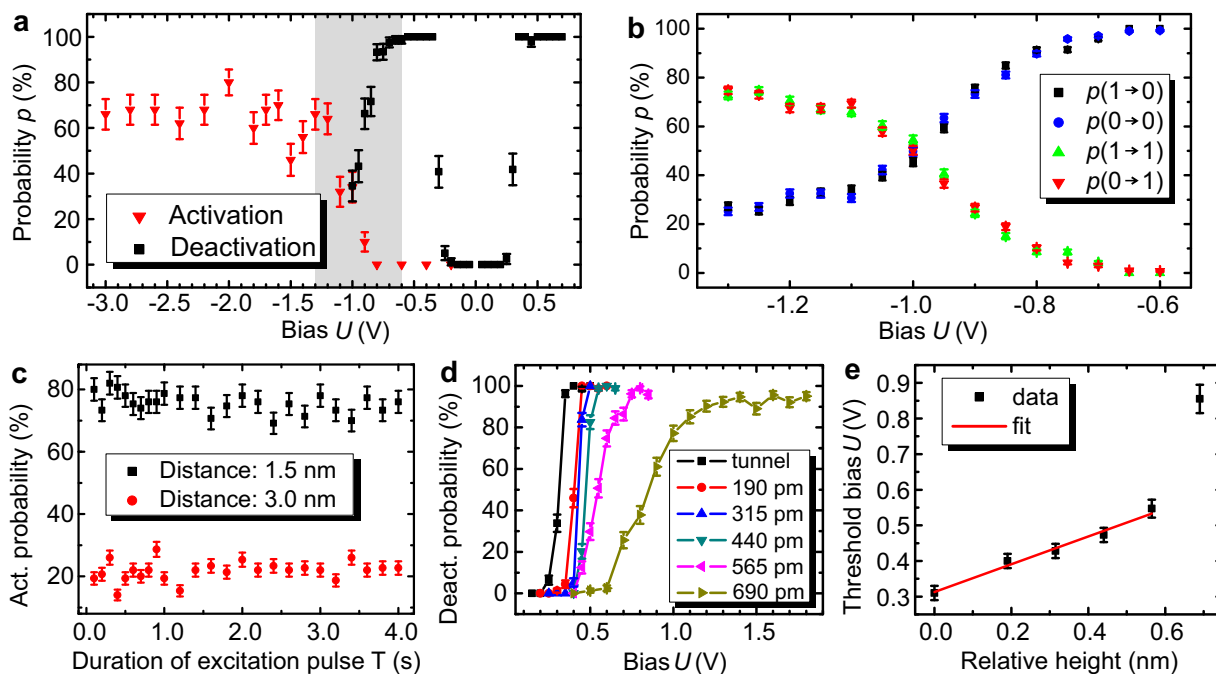 a
100
80
60
40
20
0
Probability p (%)
Activation
Deactivation
-3.0 -2.5 -2.0 -1.5 -1.0 -0.5 0.0 0.5
Bias U (V)
b
100
80
60
40
20
0
Probability p (%)
p(1→0)
p(0→0)
p(1→1)
p(0→1)
-1.2 -1.0 -0.8 -0.6
Bias U (V)
c
80
60
40
20
Act. probability (%)
Distance: 1.5 nm
Distance: 3.0 nm
0.0 1.0 2.0 3.0 4.0
Duration of excitation pulse T (s)
d
100
80
60
40
20
0
Deact. probability (%)
tunnel
190 pm
315 pm
440 pm
565 pm
690 pm
0.5 1.0 1.5
Bias U (V)
e
0.9
0.8
0.7
0.6
0.5
0.4
0.3
Threshold bias U (V)
data
fit
0.0 0.2 0.4 0.6
Relative height (nm)